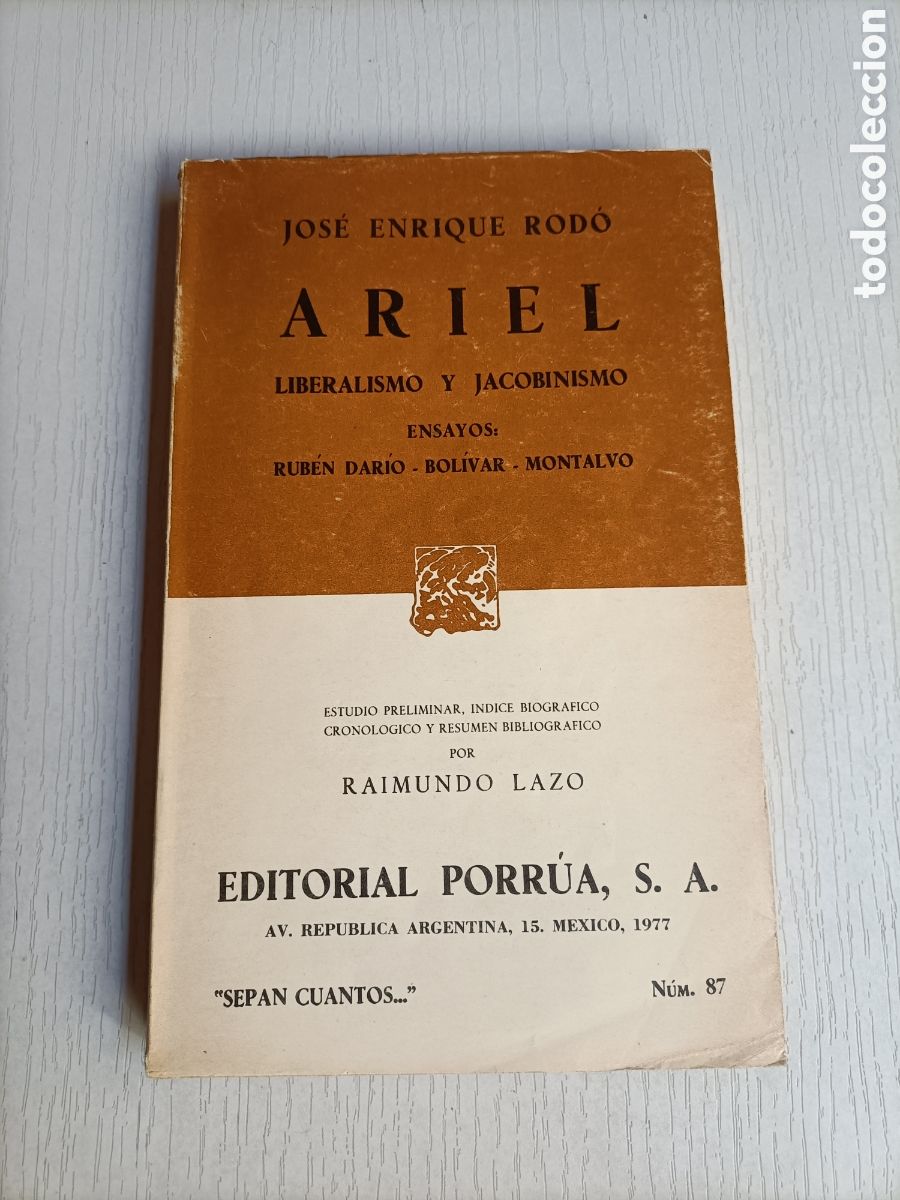 JOSÉ ENRIQUE RODÓ
ARIEL
LIBERALISMO Y JACOBINISMO
ENSAYOS:
RUBÉN DARÍO - BOLÍVAR - MONTALVO
ESTUDIO PRELIMINAR, INDICE BIOGRAFICO
CRONOLOGICO Y RESUMEN BIBLIOGRAFICO
POR
RAIMUNDO LAZO
EDITORIAL PORRÚA, S. A.
AV. REPUBLICA ARGENTINA, 15. MEXICO, 1977
"SEPAN CUANTOS..." NÚM. 87
todocoleccion